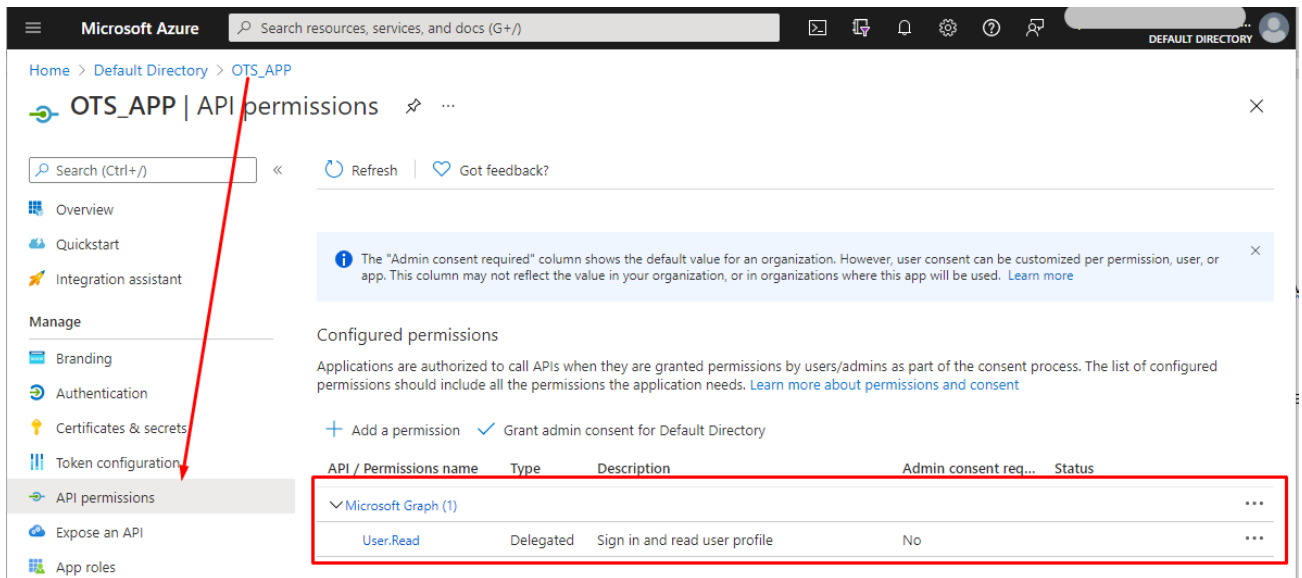 Microsoft Azure
Search resources, services, and docs (G+/)
...
DEFAULT DIRECTORY
Home > Default Directory > OTS_APP
OTS_APP | API permissions ...
Search (Ctrl+/)
«
Refresh
Got feedback?
Overview
Quickstart
Integration assistant
Manage
Branding
Authentication
Certificates & secrets
Token configuration
API permissions
Expose an API
App roles
The "Admin consent required" column shows the default value for an organization. However, user consent can be customized per permission, user, or
app. This column may not reflect the value in your organization, or in organizations where this app will be used. Learn more
Configured permissions
Applications are authorized to call APIs when they are granted permissions by users/admins as part of the consent process. The list of configured
permissions should include all the permissions the application needs. Learn more about permissions and consent
Add a permission
Grant admin consent for Default Directory
API / Permissions name Type Description Admin consent req... Status
Microsoft Graph (1) ...
User.Read Delegated Sign in and read user profile No ...